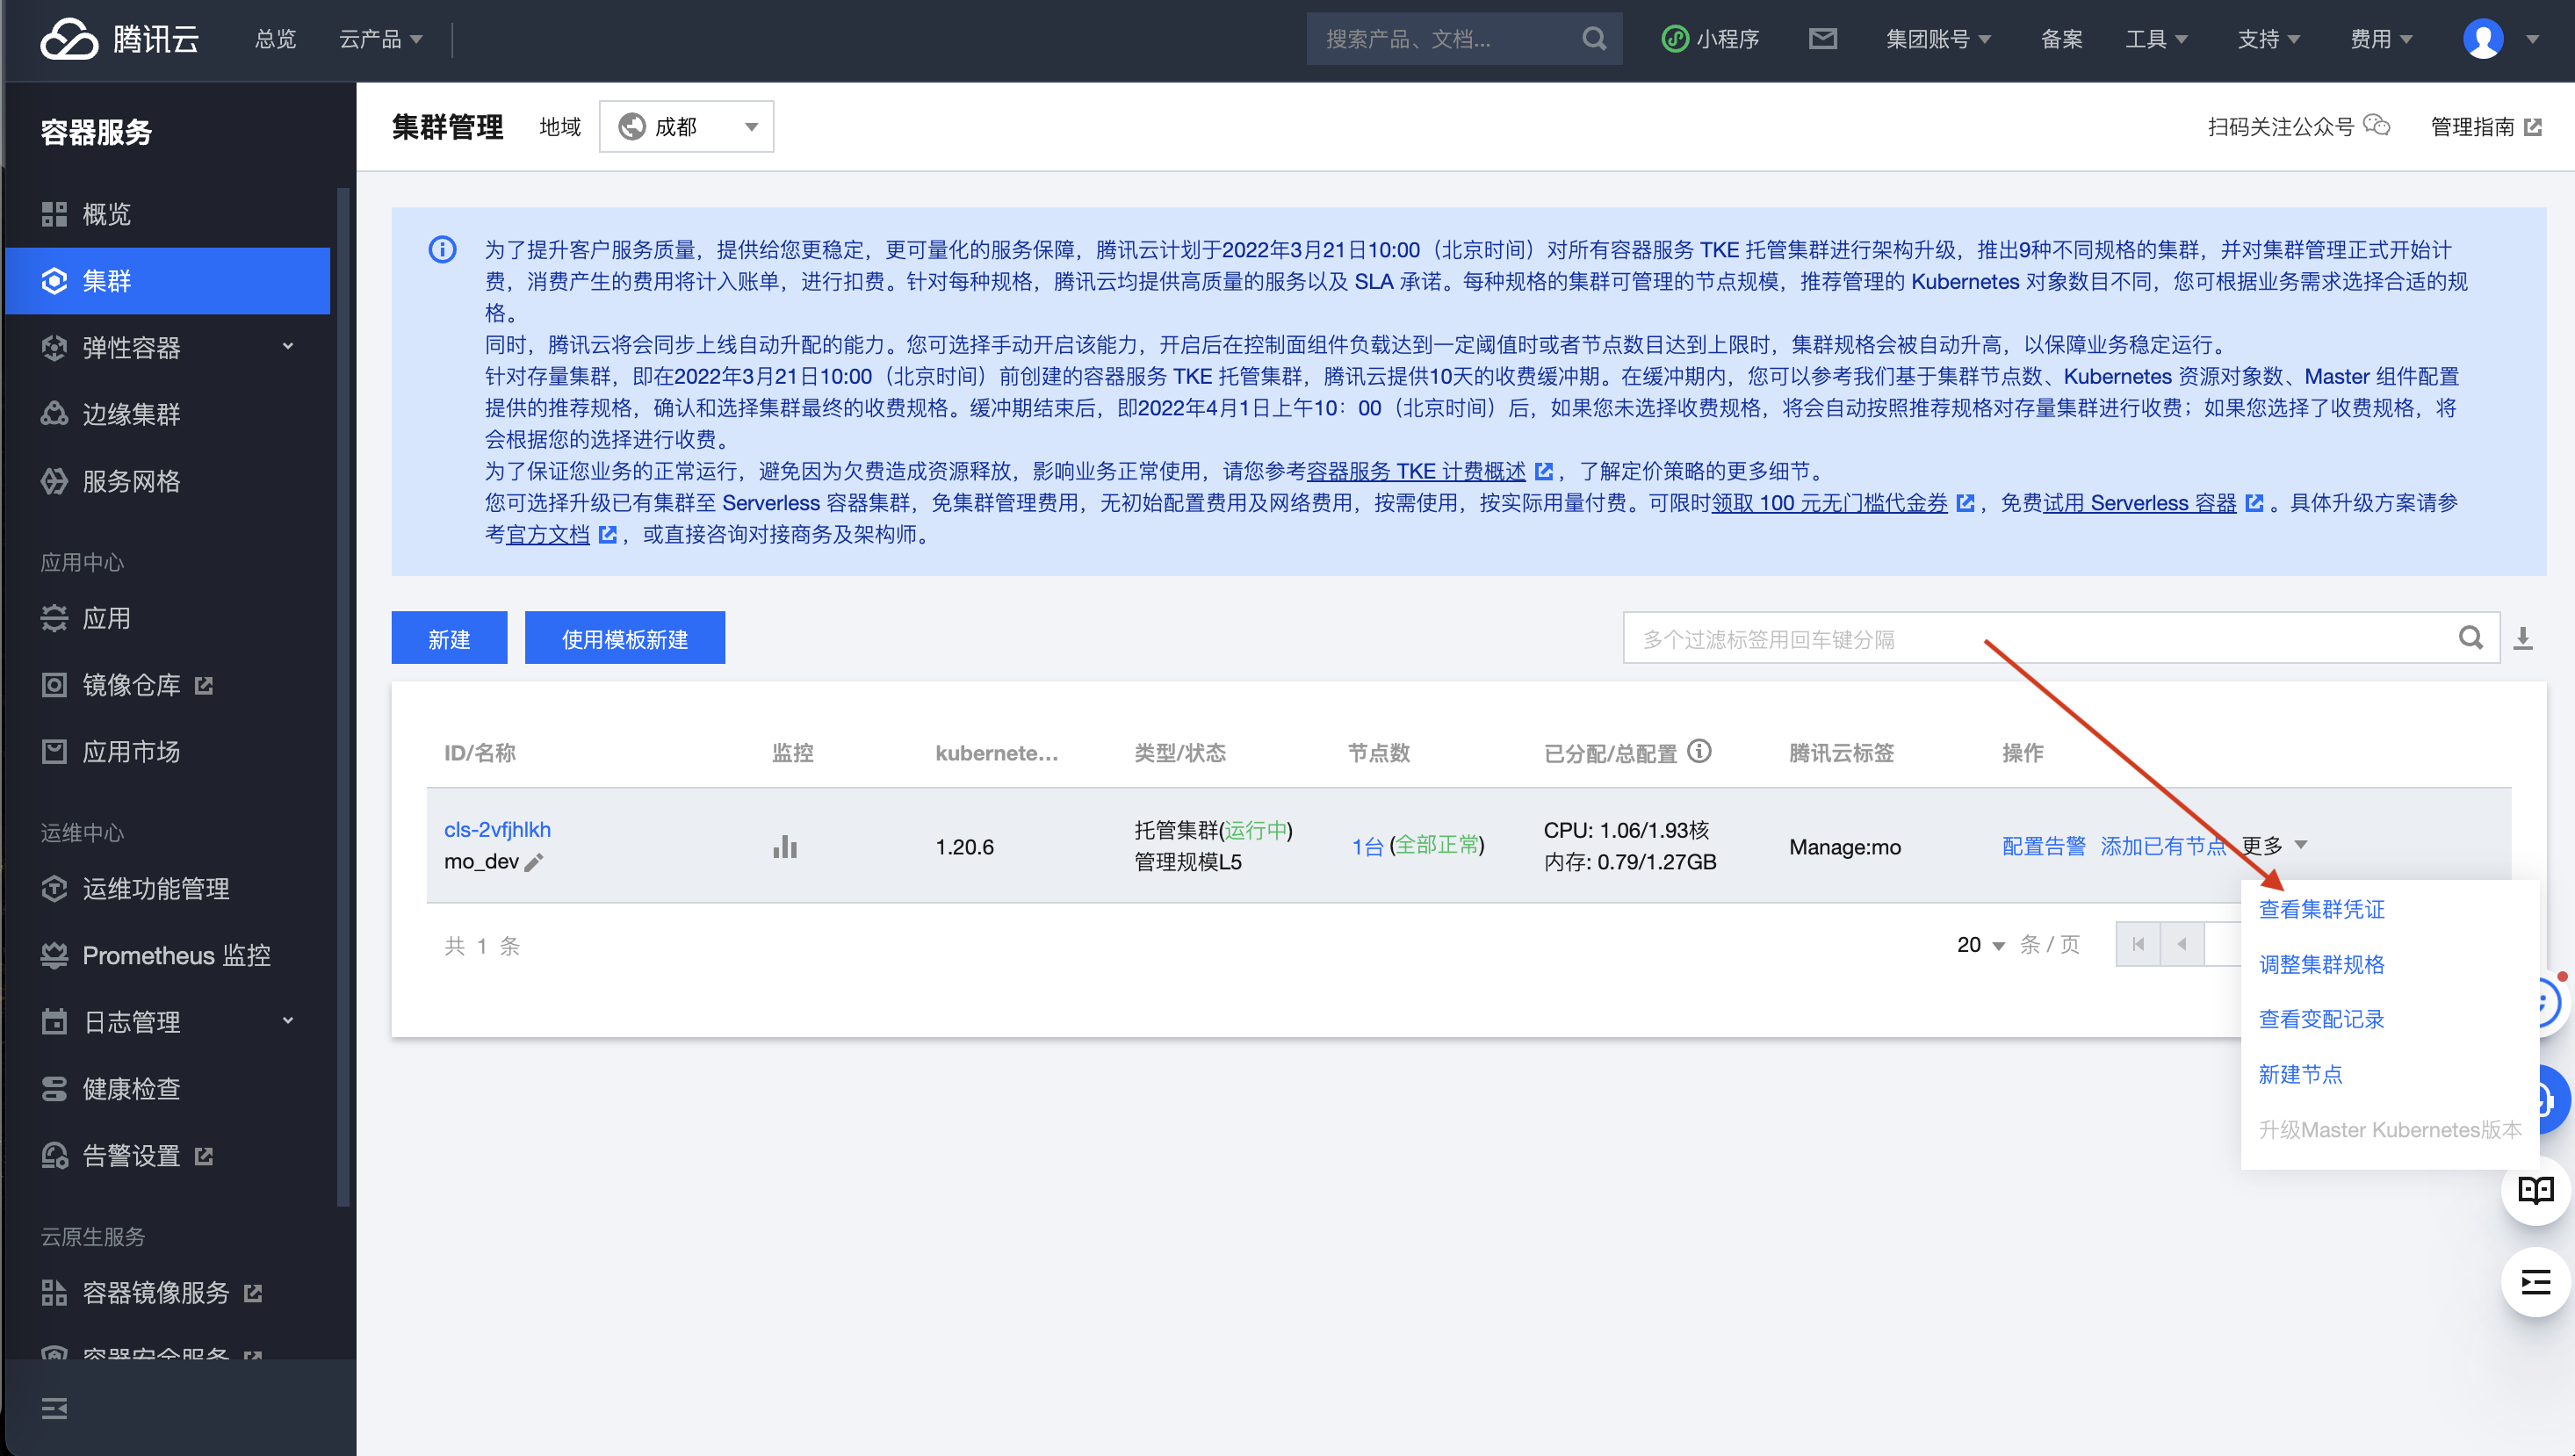 腾讯云
总览
云产品
搜索产品、文档...
小程序
集团账号
备案
工具
支持
费用
容器服务
概览
集群
弹性容器
边缘集群
服务网格
应用中心
应用
镜像仓库
应用市场
运维中心
运维功能管理
Prometheus 监控
日志管理
健康检查
告警设置
云原生服务
容器镜像服务
容器安全服务
集群管理
地域
成都
扫码关注公众号
管理指南
为了提升客户服务质量，提供给您更稳定，更可量化的服务保障，腾讯云计划于2022年3月21日10:00（北京时间）对所有容器服务 TKE 托管集群进行架构升级，推出9种不同规格的集群，并对集群管理正式开始计
费，消费产生的费用将计入账单，进行扣费。针对每种规格，腾讯云均提供高质量的服务以及 SLA 承诺。每种规格的集群可管理的节点规模，推荐管理的 Kubernetes 对象数目不同，您可根据业务需求选择合适的规
格。
同时，腾讯云将会同步上线自动升配的能力。您可选择手动开启该能力，开启后在控制面组件负载达到一定阈值时或者节点数目达到上限时，集群规格会被自动升高，以保障业务稳定运行。
针对存量集群，即在2022年3月21日10:00（北京时间）前创建的容器服务 TKE 托管集群，腾讯云提供10天的收费缓冲期。在缓冲期内，您可以参考我们基于集群节点数、Kubernetes 资源对象数、Master 组件配置
提供的推荐规格，确认和选择集群最终的收费规格。缓冲期结束后，即2022年4月1日上午10：00（北京时间）后，如果您未选择收费规格，将会自动按照推荐规格对存量集群进行收费；如果您选择了收费规格，将
会根据您的选择进行收费。
为了保证您业务的正常运行，避免因为欠费造成资源释放，影响业务正常使用，请您参考容器服务 TKE 计费概述，了解定价策略的更多细节。
您可选择升级已有集群至 Serverless 容器集群，免集群管理费用，无初始配置费用及网络费用，按需使用，按实际用量付费。可限时领取 100 元无门槛代金券，免费试用 Serverless 容器。具体升级方案请参
考官方文档，或直接咨询对接商务及架构师。
新建
使用模板新建
多个过滤标签用回车键分隔
ID/名称
监控
kubernete...
类型/状态
节点数
已分配/总配置
腾讯云标签
操作
cls-2vfjhlkh
mo_dev
1.20.6
托管集群(运行中)
管理规模L5
1台 (全部正常)
CPU: 1.06/1.93核
内存: 0.79/1.27GB
Manage:mo
配置告警
添加已有节点
更多
查看集群凭证
调整集群规格
查看变配记录
新建节点
升级Master Kubernetes版本
共 1 条
20
条 / 页